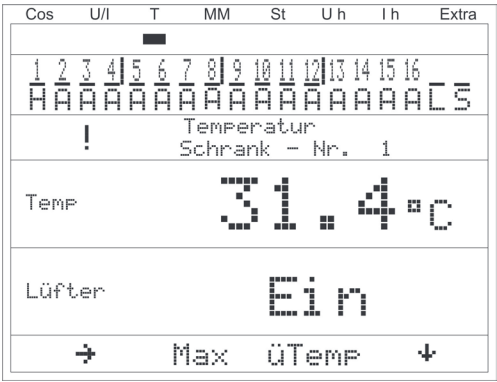 Cos U/I T MM St U h I h Extra
1 2 3 4 5 6 7 8 9 10 11 12 13 14 15 16
A A A A A A A A A A A A A A A A L S
! Temperatur
Schrank - Nr. 1
Temp 31.4°C
Lüfter Ein
→ Max üTemp ↓